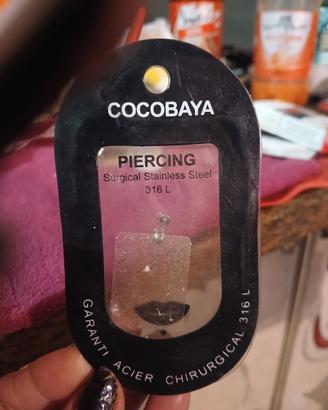 COCOBAYA
PIERCING
Surgical Stainless Steel
316 L
GARANTI ACIER CHIRURGICAL 316 L